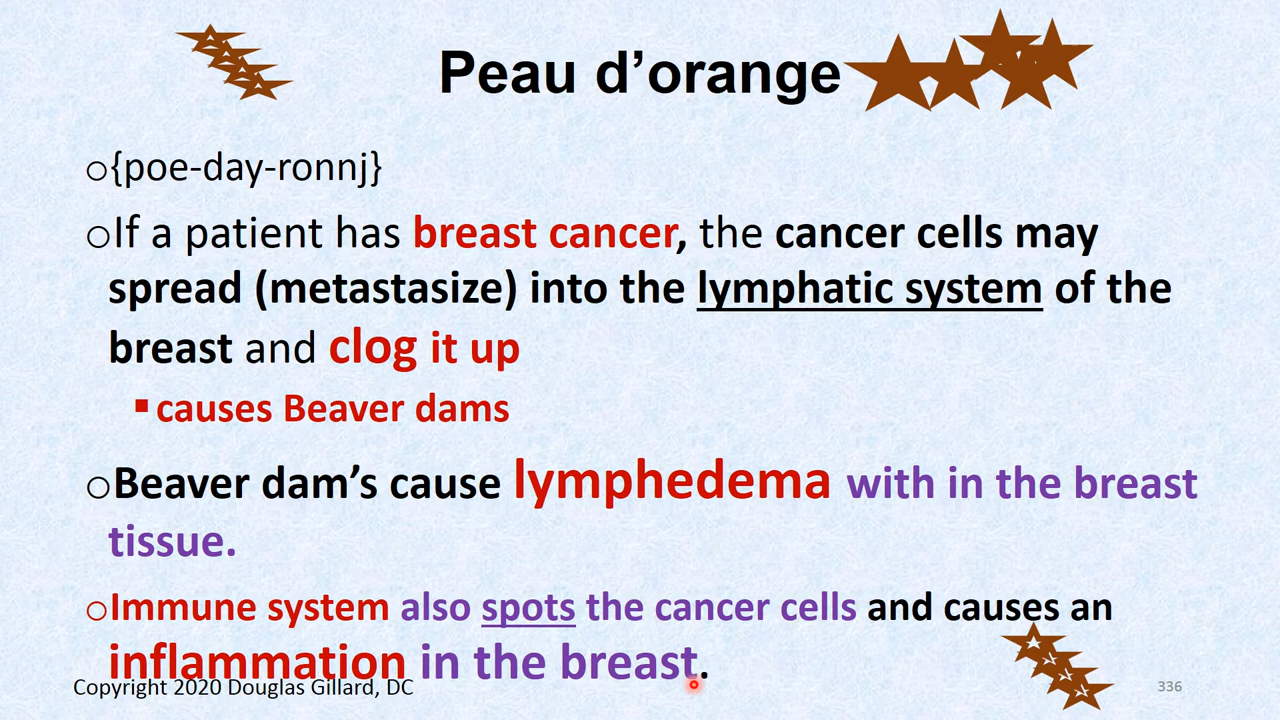 Peau d’orange
o{poe-day-ronnj}
oIf a patient has breast cancer, the cancer cells may
spread (metastasize) into the lymphatic system of the
breast and clog it up
▪causes Beaver dams
oBeaver dam’s cause lymphedema with in the breast
tissue.
oImmune system also spots the cancer cells and causes an
inflammation in the breast.
Copyright 2020 Douglas Gillard, DC
336